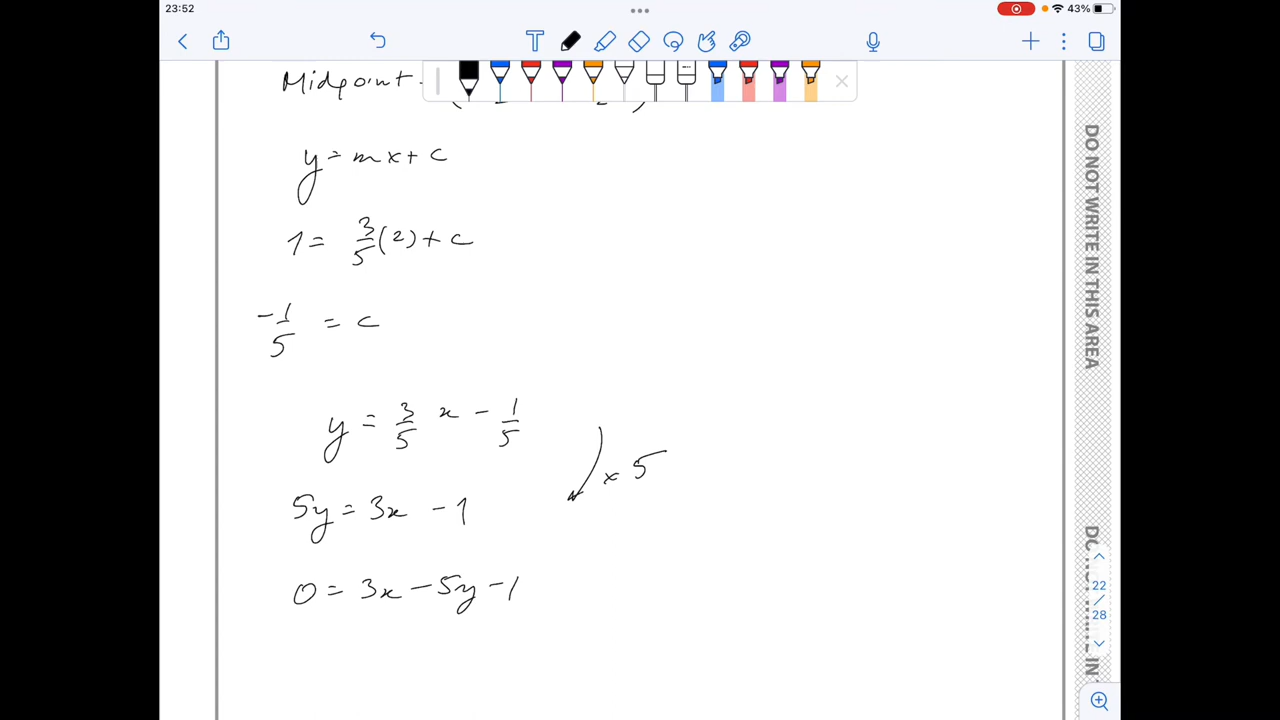 23:52
43%
Midpoint
y = mx + c
1 = 3/5 (2) + c
-1/5 = c
y = 3/5 x - 1/5
x 5
5y = 3x - 1
0 = 3x - 5y - 1
DO NOT WRITE IN THIS AREA
22
/
28